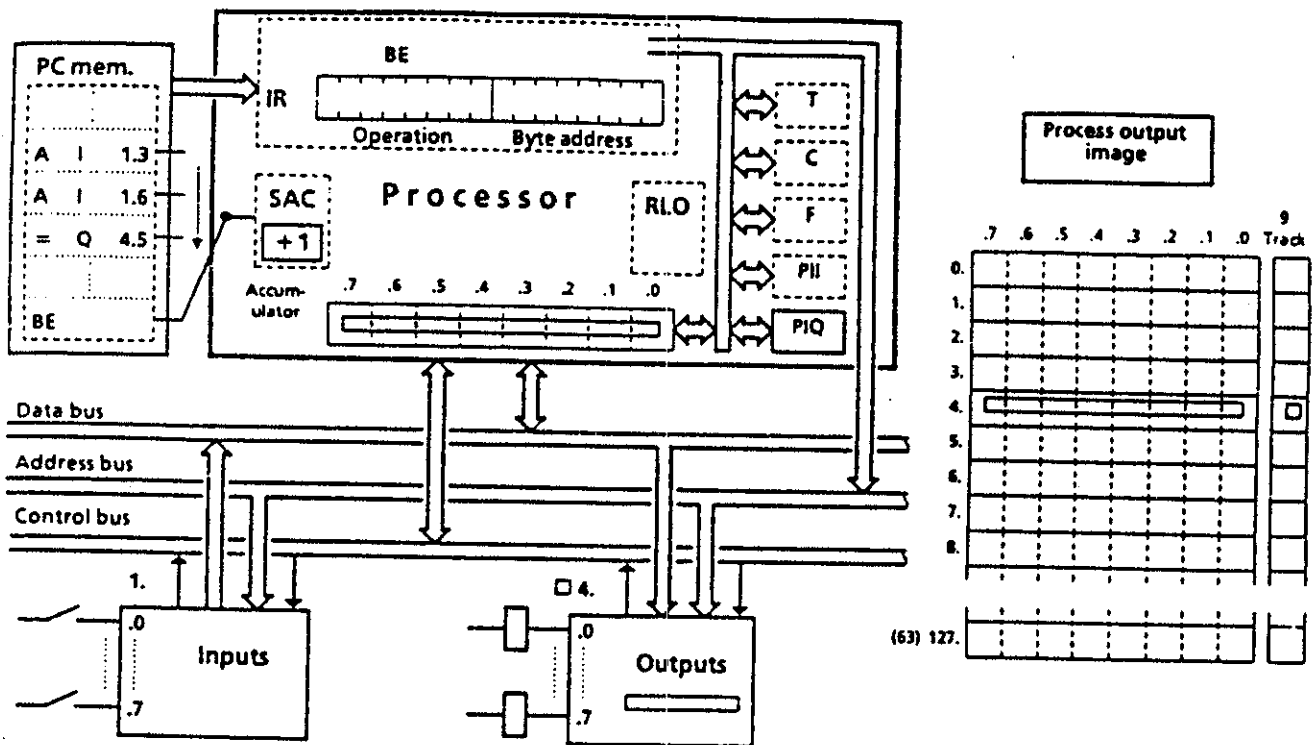 PC mem.
A I 1.3
A I 1.6
= Q 4.5
BE
BE
IR
Operation Byte address
SAC
+1
Processor
RLO
Accum-
ulator
.7 .6 .5 .4 .3 .2 .1 .0
T
C
F
PII
PIQ
Data bus
Address bus
Control bus
1.
.0
Inputs
.7
4.
.0
Outputs
.7
Process output
image
9
.7 .6 .5 .4 .3 .2 .1 .0 Track
0.
1.
2.
3.
4.
5.
6.
7.
8.
(63) 127.